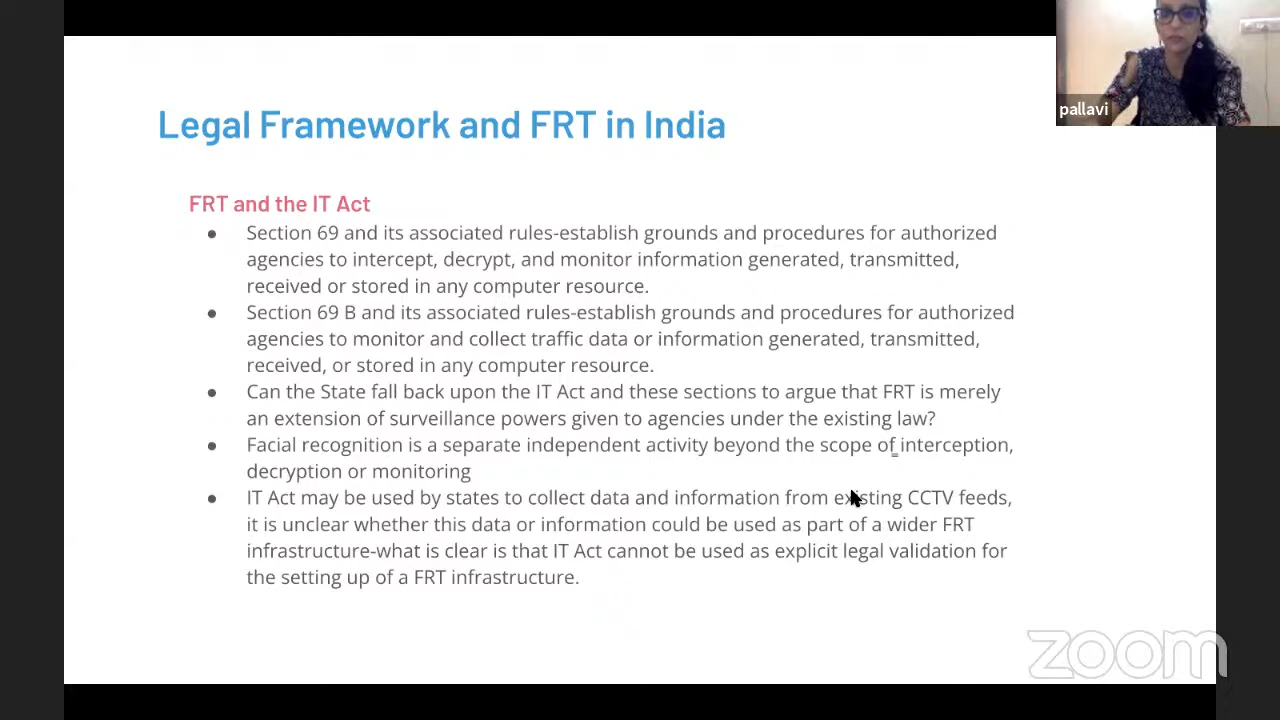 pallavi
Legal Framework and FRT in India
FRT and the IT Act
● Section 69 and its associated rules-establish grounds and procedures for authorized
agencies to intercept, decrypt, and monitor information generated, transmitted,
received or stored in any computer resource.
● Section 69 B and its associated rules-establish grounds and procedures for authorized
agencies to monitor and collect traffic data or information generated, transmitted,
received, or stored in any computer resource.
● Can the State fall back upon the IT Act and these sections to argue that FRT is merely
an extension of surveillance powers given to agencies under the existing law?
● Facial recognition is a separate independent activity beyond the scope of interception,
decryption or monitoring
● IT Act may be used by states to collect data and information from existing CCTV feeds,
it is unclear whether this data or information could be used as part of a wider FRT
infrastructure-what is clear is that IT Act cannot be used as explicit legal validation for
the setting up of a FRT infrastructure.
zoom